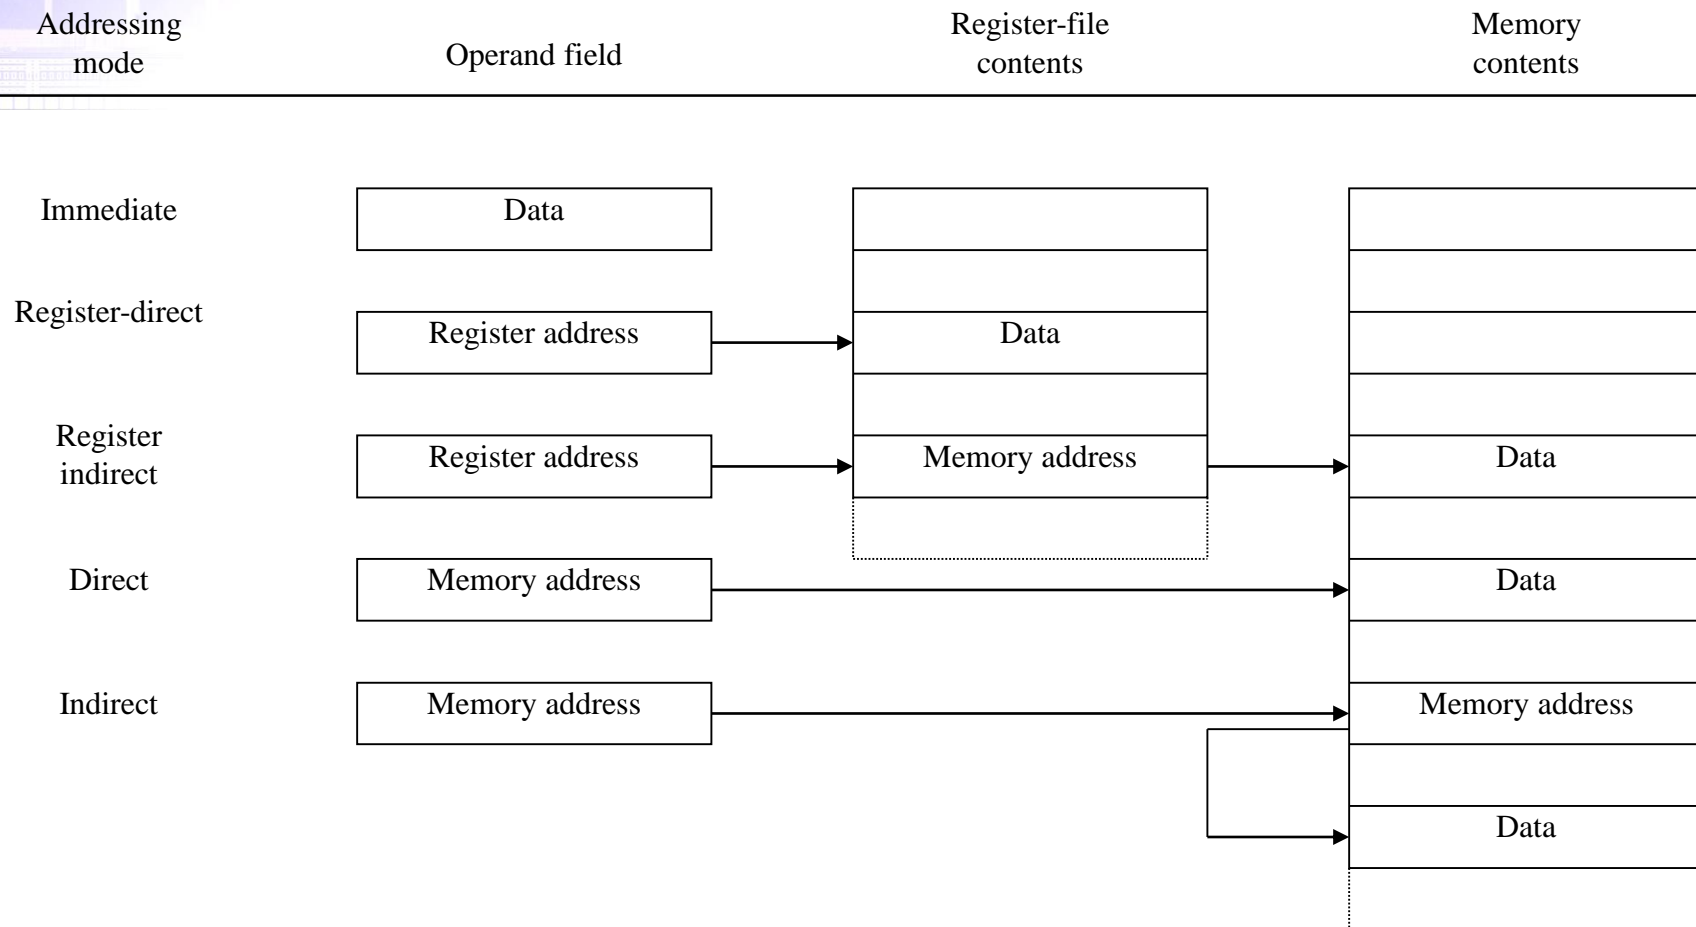 Addressing
mode
Operand field
Register-file
contents
Memory
contents
Immediate
Data
Register-direct
Register address
Data
Register
indirect
Register address
Memory address
Data
Direct
Memory address
Data
Indirect
Memory address
Memory address
Data